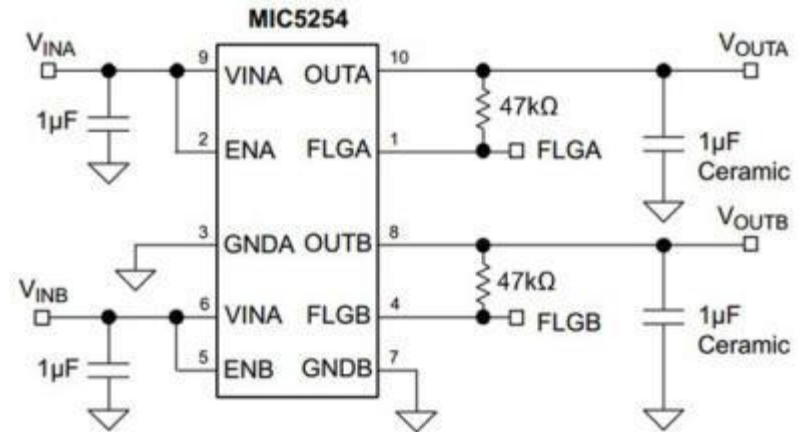 MIC5254
VINA
9
VINA
OUTA
10
VOUTA
1µF
47kΩ
2
ENA
FLGA
1
FLGA
1µF
Ceramic
3
GNDA
OUTB
8
VOUTB
VINB
47kΩ
6
VINA
FLGB
4
FLGB
1µF
Ceramic
1µF
5
ENB
GNDB
7